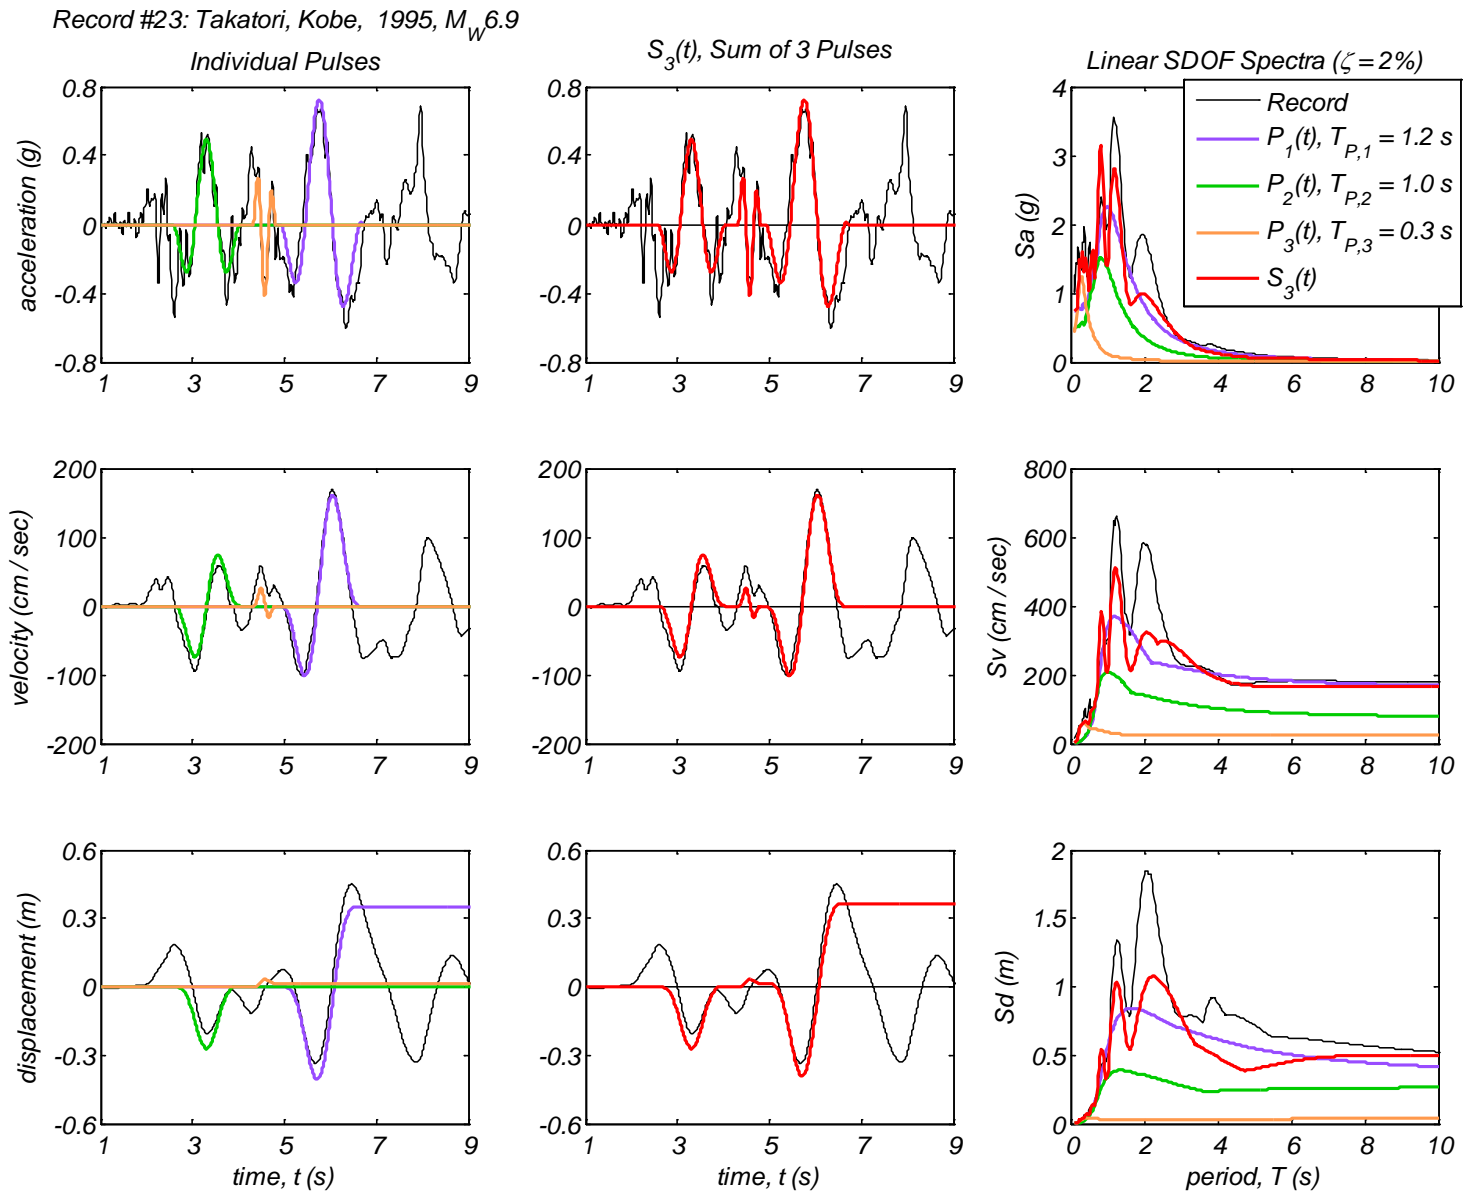 Record #23: Takatori, Kobe, 1995, M_W6.9
Individual Pulses
S_3(t), Sum of 3 Pulses
Linear SDOF Spectra (ζ = 2%)
acceleration (g)
0.8
0.4
0
-0.4
-0.8
1 3 5 7 9
0.8
0.4
0
-0.4
-0.8
1 3 5 7 9
Sa (g)
4
3
2
1
0
0 2 4 6 8 10
Record
P_1(t), T_P,1 = 1.2 s
P_2(t), T_P,2 = 1.0 s
P_3(t), T_P,3 = 0.3 s
S_3(t)
velocity (cm / sec)
200
100
0
-100
-200
1 3 5 7 9
200
100
0
-100
-200
1 3 5 7 9
Sv (cm / sec)
800
600
400
200
0
0 2 4 6 8 10
displacement (m)
0.6
0.3
0
-0.3
-0.6
1 3 5 7 9
time, t (s)
0.6
0.3
0
-0.3
-0.6
1 3 5 7 9
time, t (s)
Sd (m)
2
1.5
1
0.5
0
0 2 4 6 8 10
period, T (s)